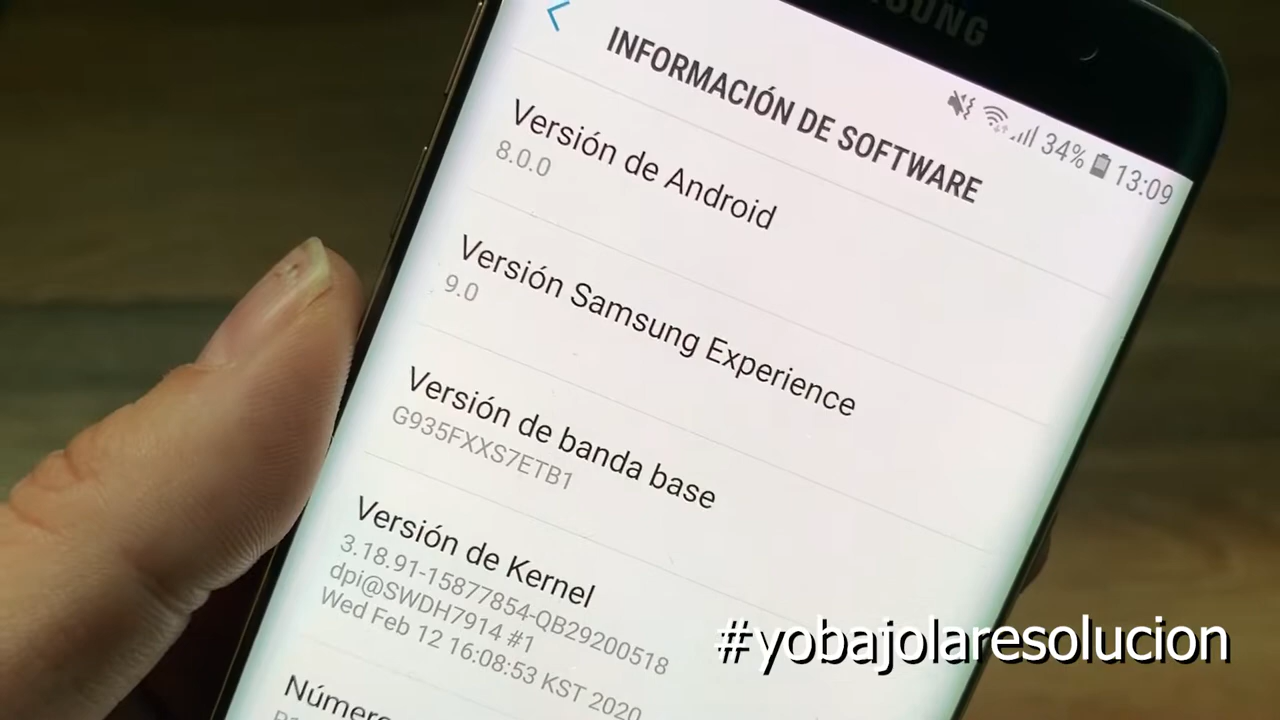 SAMSUNG
34% 13:09
INFORMACIÓN DE SOFTWARE
Versión de Android
8.0.0
Versión Samsung Experience
9.0
Versión de banda base
G935FXXS7ETB1
Versión de Kernel
3.18.91-15877854-QB29200518
dpi@SWDH7914 #1
Wed Feb 12 16:08:53 KST 2020
#yobajolaresolucion